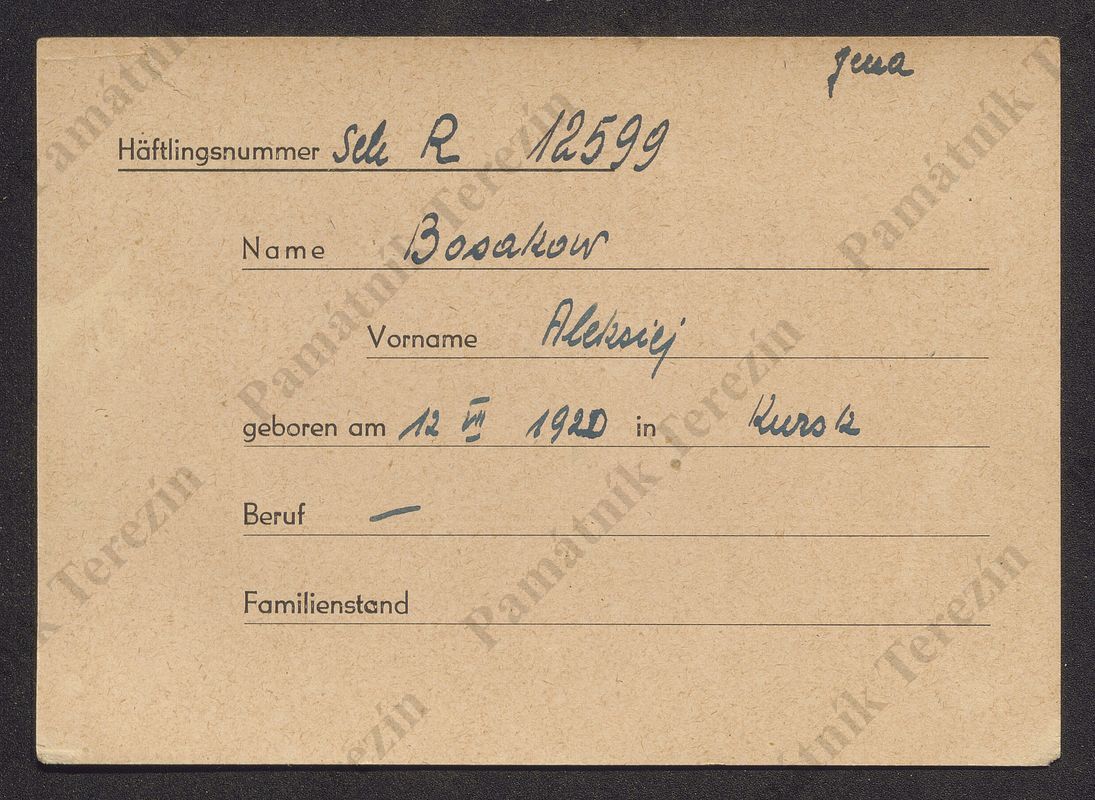 Jena
Häftlingsnummer Sch R 12599
Name Bosakow
Vorname Aleksiej
geboren am 12 VII 1920 in Kursk
Beruf —
Familienstand
Památník Terezín